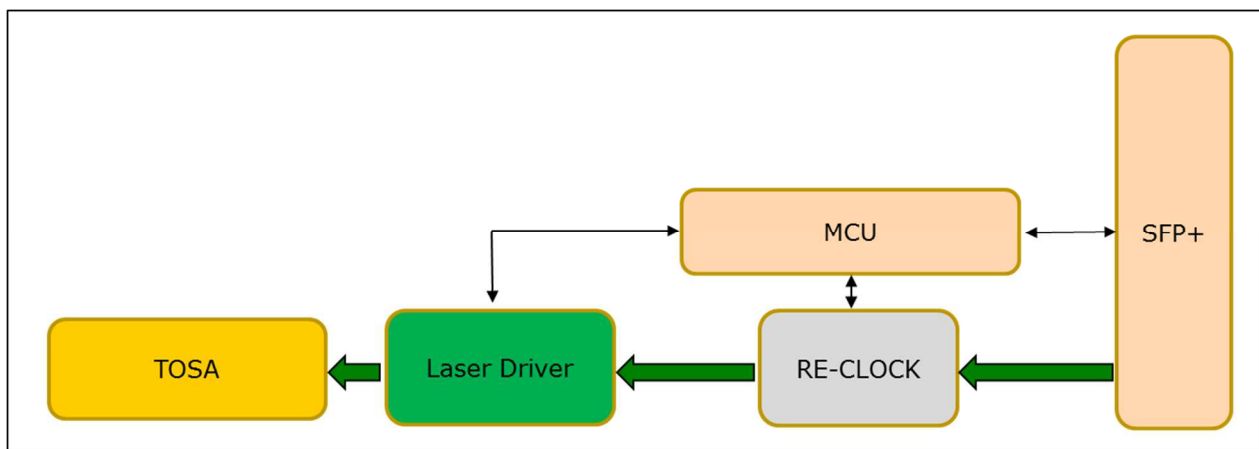 MCU
SFP+
TOSA
Laser Driver
RE-CLOCK